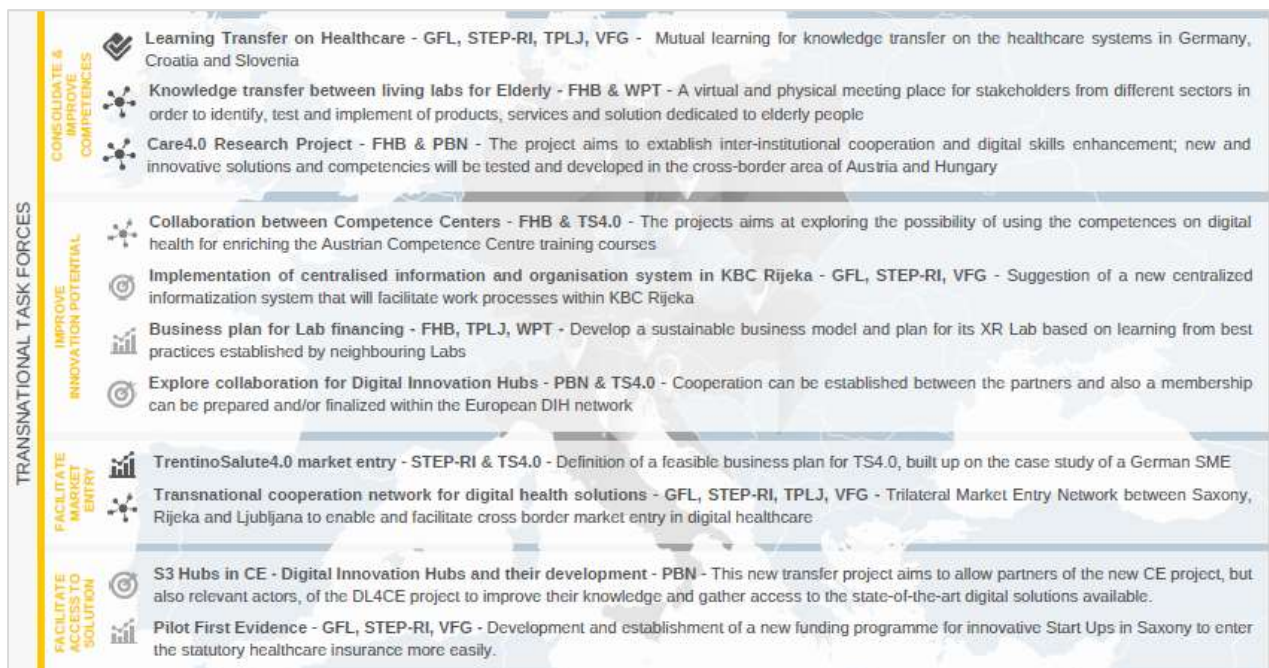 TRANSNATIONAL TASK FORCES
CONSOLIDATE &
IMPROVE
COMPETENCES
Learning Transfer on Healthcare - GFL, STEP-RI, TPLJ, VFG - Mutual learning for knowledge transfer on the healthcare systems in Germany,
Croatia and Slovenia
Knowledge transfer between living labs for Elderly - FHB & WPT - A virtual and physical meeting place for stakeholders from different sectors in
order to identify, test and implement of products, services and solution dedicated to elderly people
Care4.0 Research Project - FHB & PBN - The project aims to extablish inter-institutional cooperation and digital skills enhancement; new and
innovative solutions and competencies will be tested and developed in the cross-border area of Austria and Hungary
IMPROVE
INNOVATION POTENTIAL
Collaboration between Competence Centers - FHB & TS4.0 - The projects aims at exploring the possibility of using the competences on digital
health for enriching the Austrian Competence Centre training courses
Implementation of centralised information and organisation system in KBC Rijeka - GFL, STEP-RI, VFG - Suggestion of a new centralized
informatization system that will facilitate work processes within KBC Rijeka
Business plan for Lab financing - FHB, TPLJ, WPT - Develop a sustainable business model and plan for its XR Lab based on learning from best
practices established by neighbouring Labs
Explore collaboration for Digital Innovation Hubs - PBN & TS4.0 - Cooperation can be established between the partners and also a membership
can be prepared and/or finalized within the European DIH network
FACILITATE
MARKET
ENTRY
TrentinoSalute4.0 market entry - STEP-RI & TS4.0 - Definition of a feasible business plan for TS4.0, built up on the case study of a German SME
Transnational cooperation network for digital health solutions - GFL, STEP-RI, TPLJ, VFG - Trilateral Market Entry Network between Saxony,
Rijeka and Ljubljana to enable and facilitate cross border market entry in digital healthcare
FACILITATE
ACCESS TO
SOLUTION
S3 Hubs in CE - Digital Innovation Hubs and their development - PBN - This new transfer project aims to allow partners of the new CE project, but
also relevant actors, of the DL4CE project to improve their knowledge and gather access to the state-of-the-art digital solutions available.
Pilot First Evidence - GFL, STEP-RI, VFG - Development and establishment of a new funding programme for innovative Start Ups in Saxony to enter
the statutory healthcare insurance more easily.